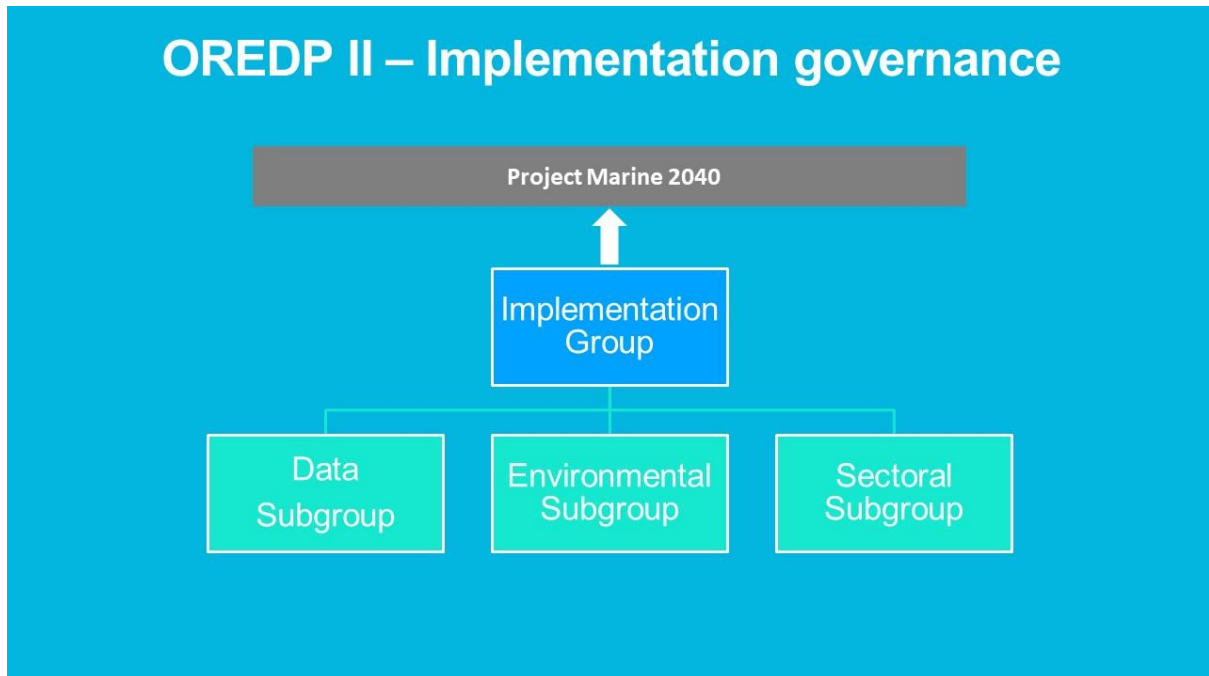 OREDP II – Implementation governance
Project Marine 2040
Implementation
Group
Data
Subgroup
Environmental
Subgroup
Sectoral
Subgroup